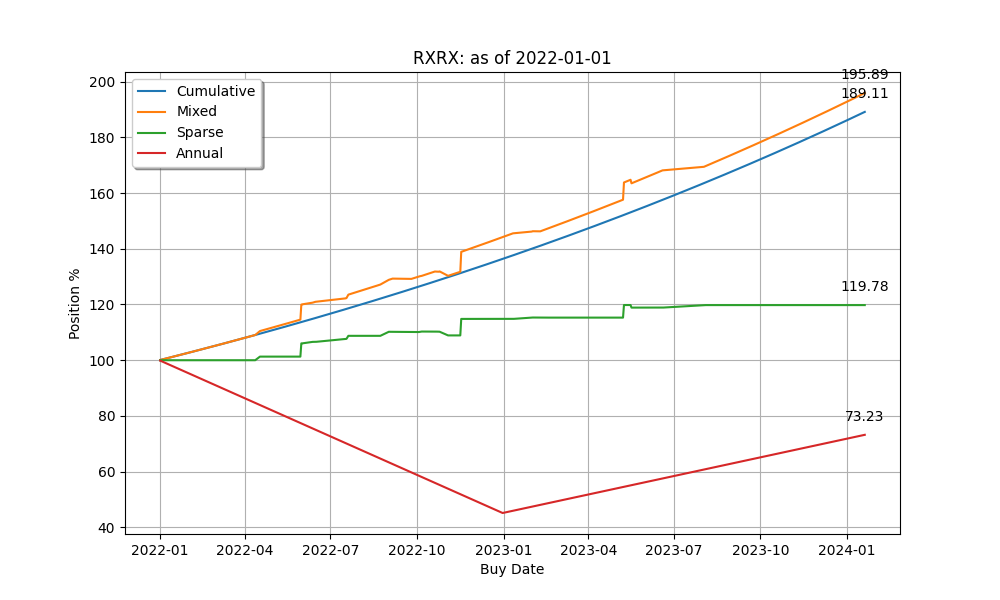 RXRX: as of 2022-01-01
Cumulative
Mixed
Sparse
Annual
195.89
189.11
119.78
73.23
Position %
200
180
160
140
120
100
80
60
40
2022-01 2022-04 2022-07 2022-10 2023-01 2023-04 2023-07 2023-10 2024-01
Buy Date